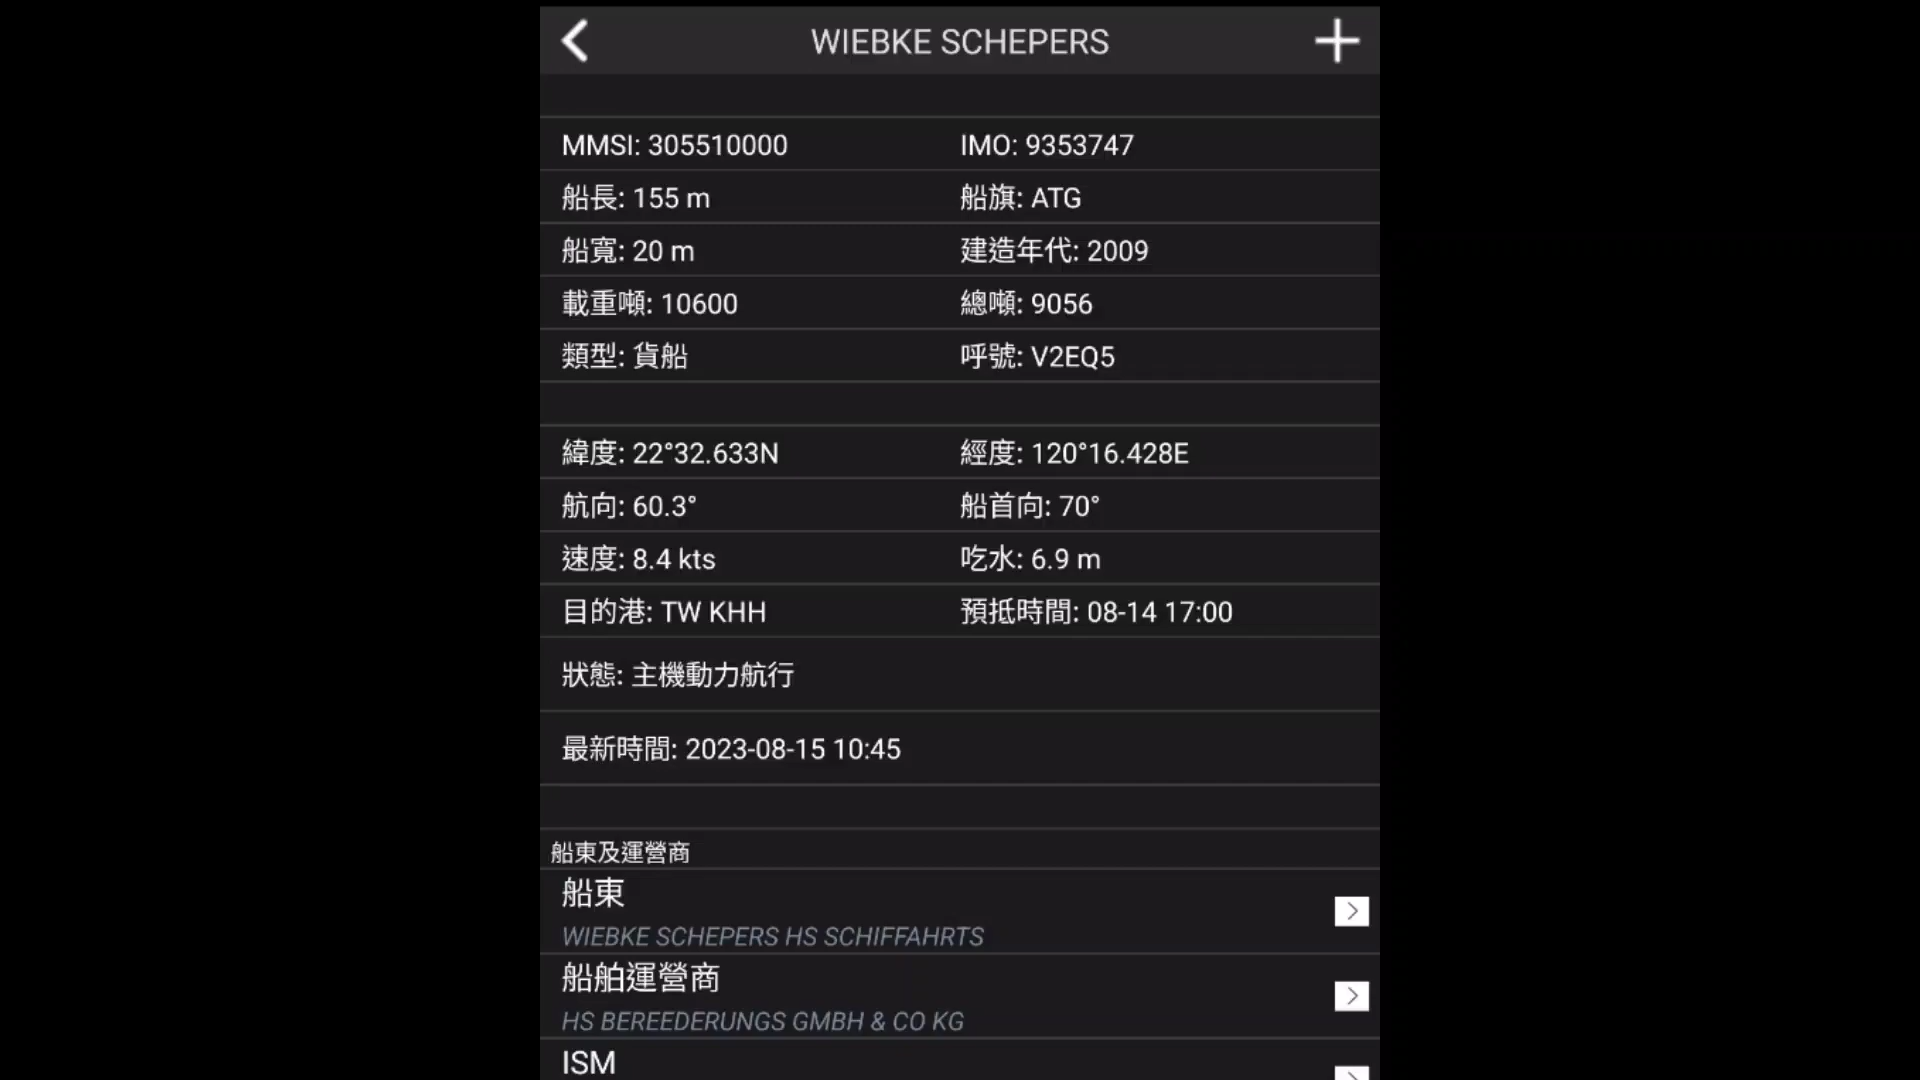 WIEBKE SCHEPERS
MMSI: 305510000 IMO: 9353747
船長: 155 m 船旗: ATG
船寬: 20 m 建造年代: 2009
載重噸: 10600 總噸: 9056
類型: 貨船 呼號: V2EQ5
緯度: 22°32.633N 經度: 120°16.428E
航向: 60.3° 船首向: 70°
速度: 8.4 kts 吃水: 6.9 m
目的港: TW KHH 預抵時間: 08-14 17:00
狀態: 主機動力航行
最新時間: 2023-08-15 10:45
船東及運營商
船東
WIEBKE SCHEPERS HS SCHIFFAHRTS
船舶運營商
HS BEREEDERUNGS GMBH & CO KG
ISM